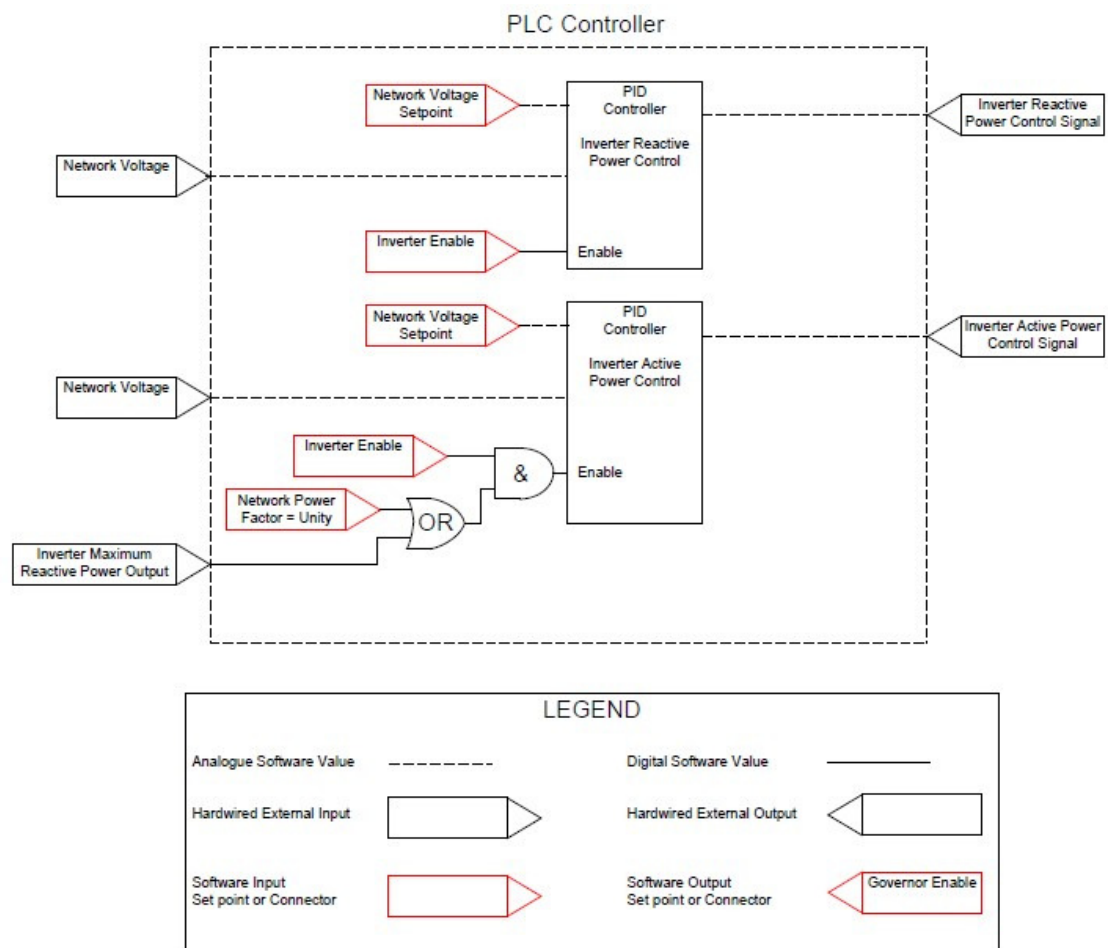 PLC Controller
Network Voltage
Setpoint
PID
Controller
Inverter Reactive
Power Control
Inverter Reactive
Power Control Signal
Network Voltage
Inverter Enable
Enable
Network Voltage
Setpoint
PID
Controller
Inverter Active
Power Control
Inverter Active Power
Control Signal
Network Voltage
Inverter Enable
&
Enable
Network Power
Factor = Unity
OR
Inverter Maximum
Reactive Power Output
LEGEND
Analogue Software Value
Digital Software Value
Hardwired External Input
Hardwired External Output
Software Input
Set point or Connector
Software Output
Set point or Connector
Governor Enable